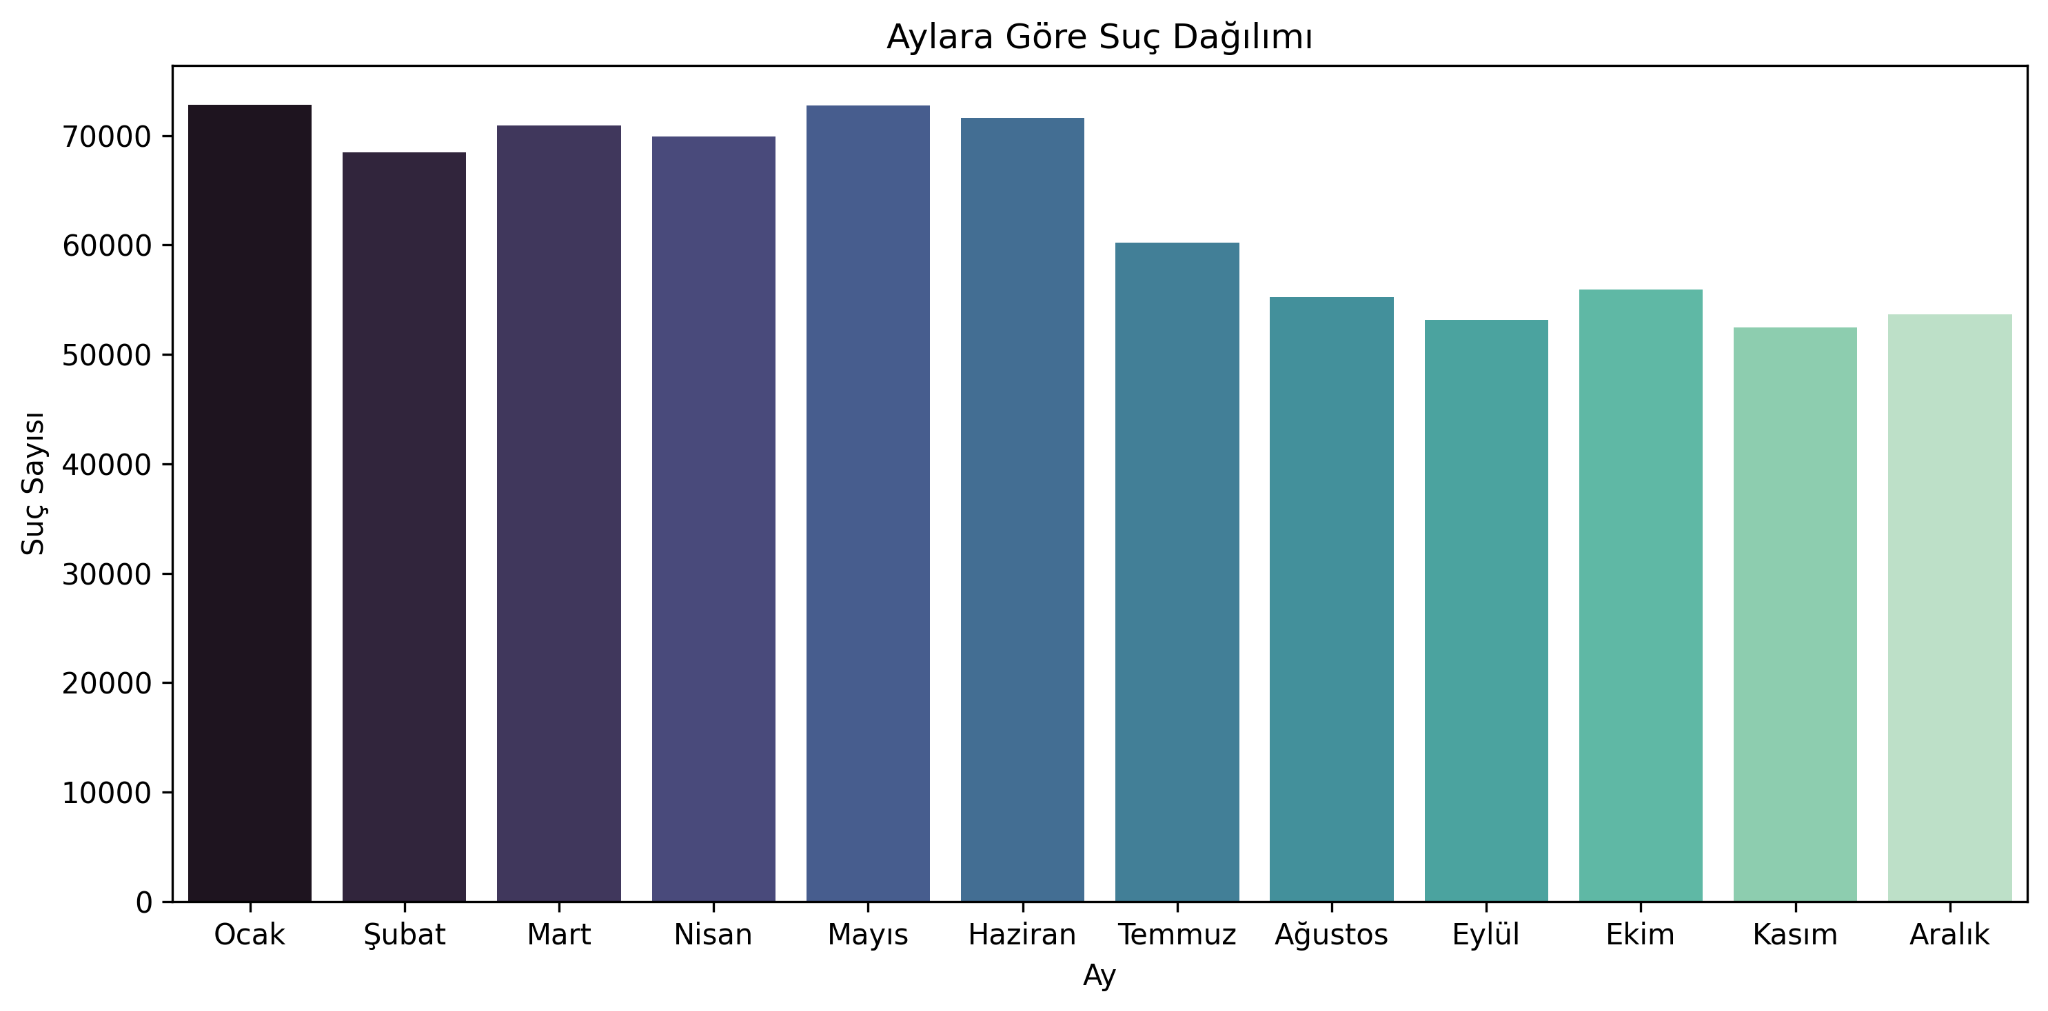 Aylara Göre Suç Dağılımı
Suç Sayısı
70000
60000
50000
40000
30000
20000
10000
0
Ocak Şubat Mart Nisan Mayıs Haziran Temmuz Ağustos Eylül Ekim Kasım Aralık
Ay